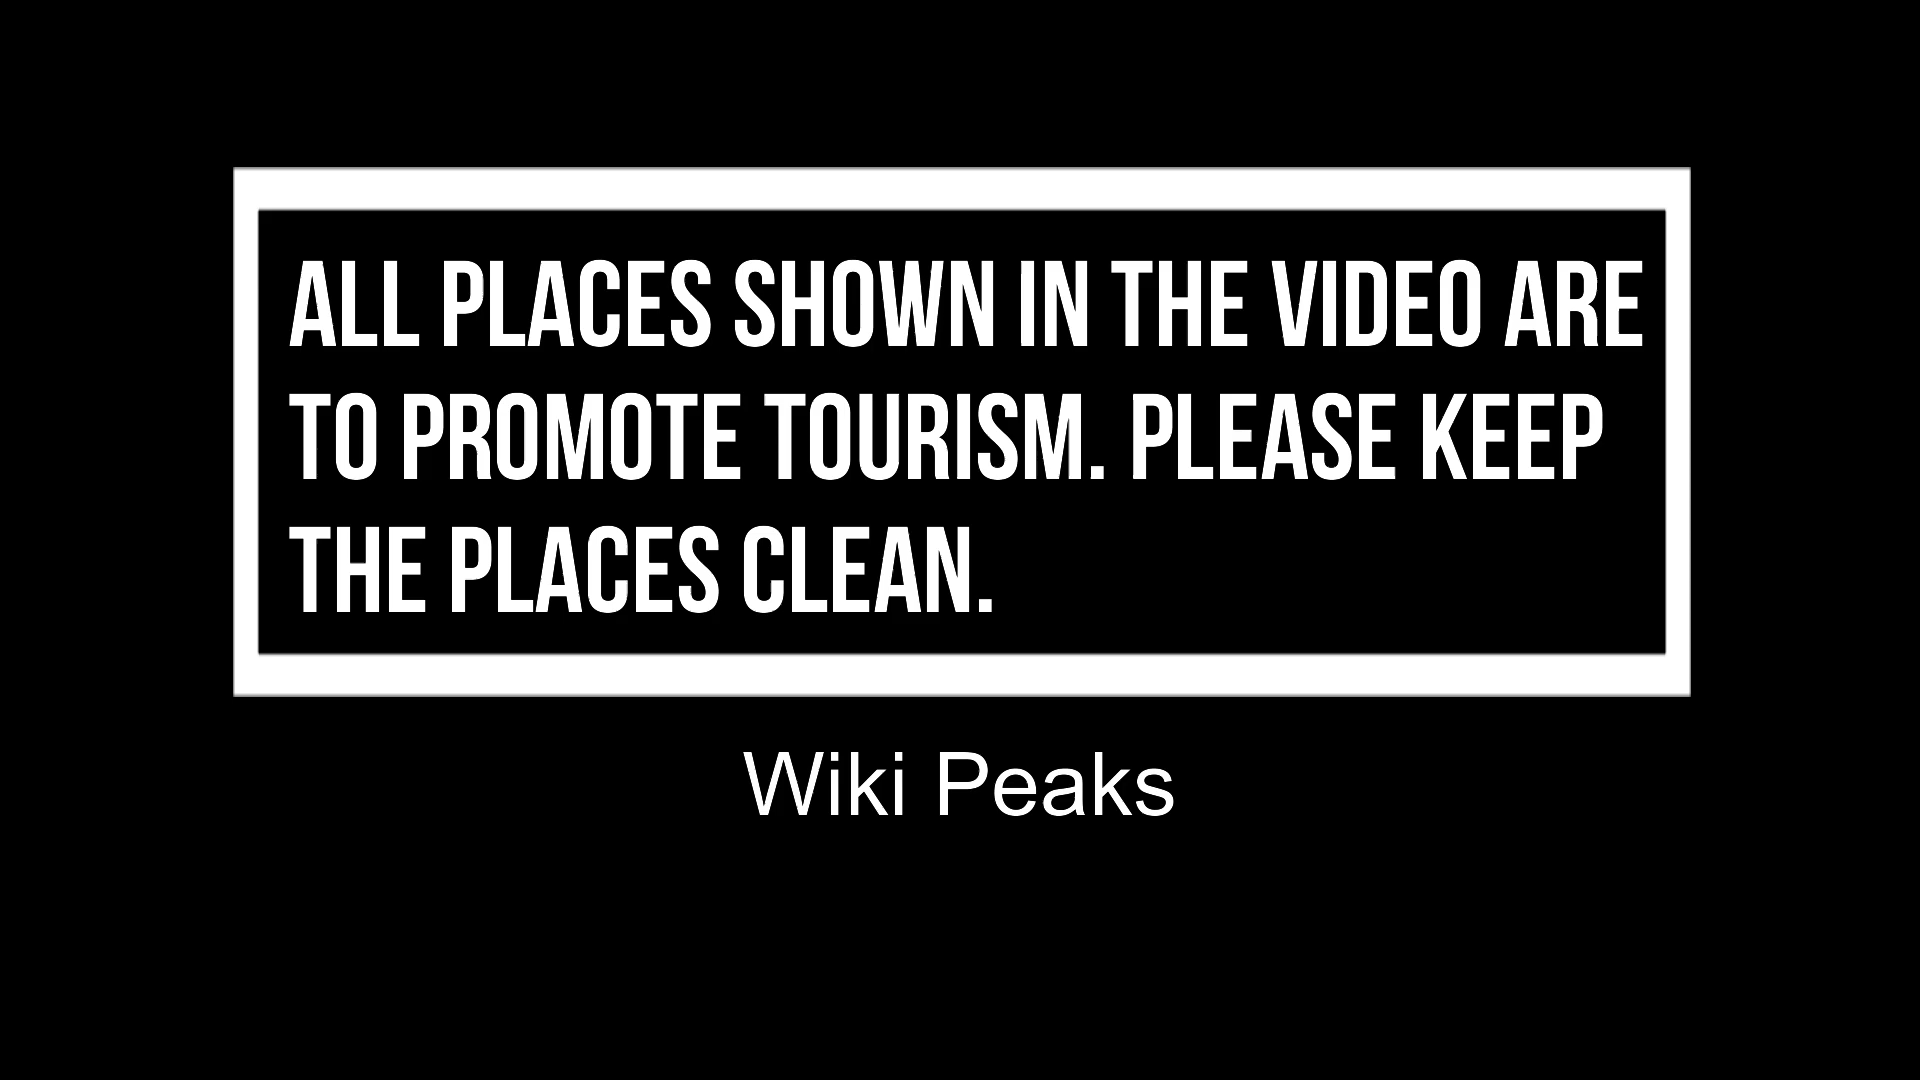 ALL PLACES SHOWN IN THE VIDEO ARE
TO PROMOTE TOURISM. PLEASE KEEP
THE PLACES CLEAN.
Wiki Peaks